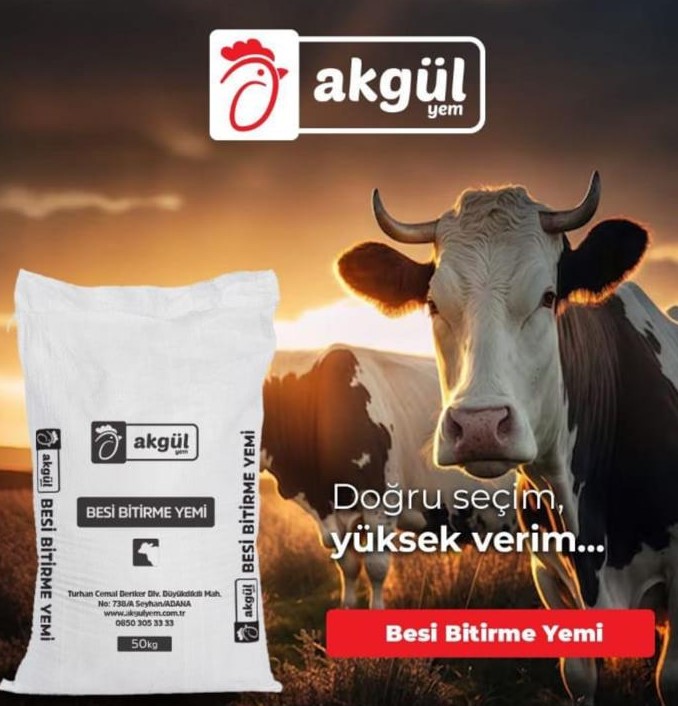 akgül
yem
Doğru seçim,
yüksek verim...
Besi Bitirme Yemi
akgül
yem
BESİ BİTİRME YEMİ
Turhan Cemal Beriker Blv. Büyükdikili Mah.
No: 738/A Seyhan/ADANA
www.akgulyem.com.tr
0850 305 33 33
50kg
akgül BESİ BİTİRME YEMİ
akgül BESİ BİTİRME YEMİ